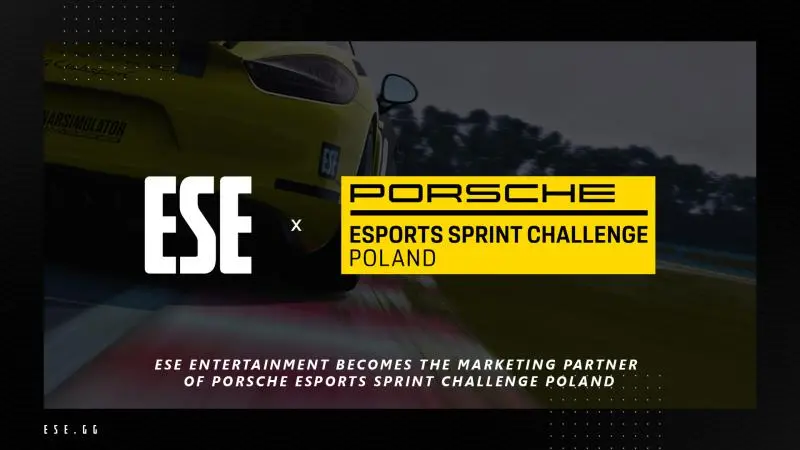 ESE
x
PORSCHE
ESPORTS SPRINT CHALLENGE
POLAND
ESE ENTERTAINMENT BECOMES THE MARKETING PARTNER
OF PORSCHE ESPORTS SPRINT CHALLENGE POLAND
ESE.GG
ESE